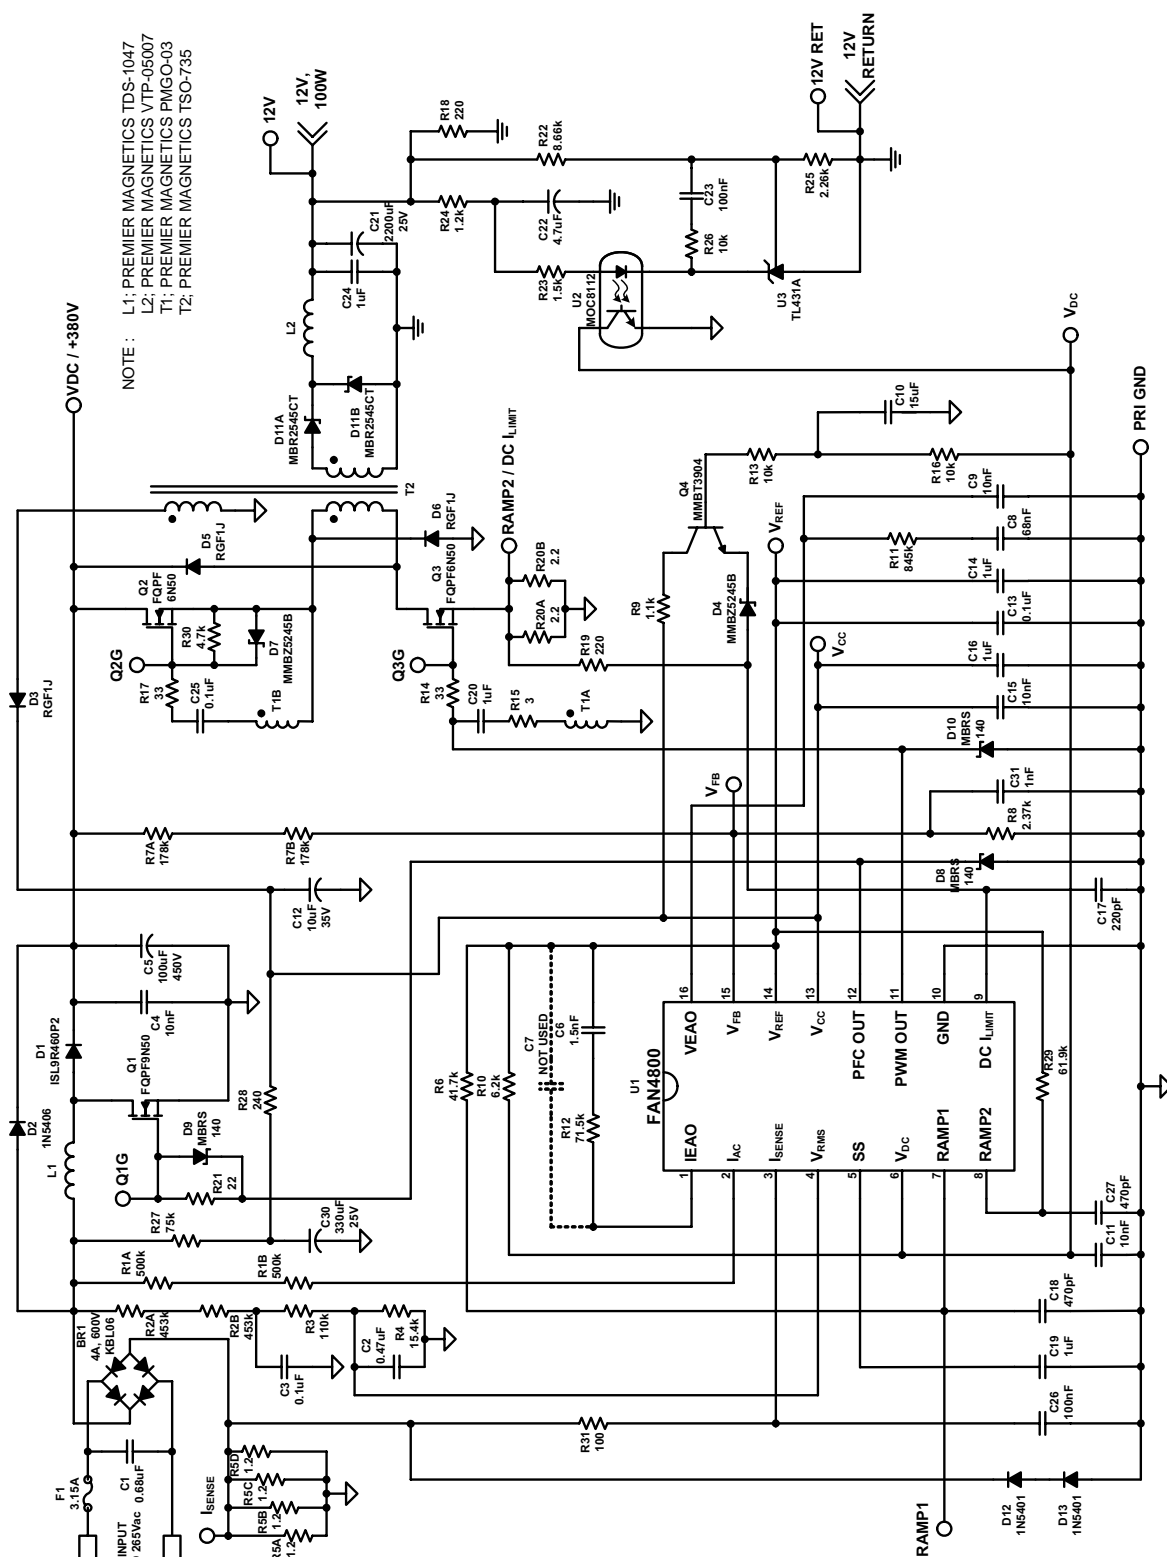 NOTE : L1; PREMIER MAGNETICS TDS-1047
L2; PREMIER MAGNETICS VTP-05007
T1; PREMIER MAGNETICS PMGO-03
T2; PREMIER MAGNETICS TSO-735
INPUT
265Vac
F1
3.15A
C1
0.68uF
BR1
4A, 600V
KBL06
ISENSE
R5A
1.2
R5B
1.2
R5C
1.2
R5D
1.2
R2A
453k
R2B
453k
R3
110k
R4
15.4k
C3
0.1uF
C2
0.47uF
R1A
500k
R1B
500k
R27
75k
C30
330uF
25V
R31
100
D12
1N5401
D13
1N5401
RAMP1
C26
100nF
C19
1uF
C18
470pF
C11
10nF
C27
470pF
L1
D2
1N5406
D1
ISL9R460P2
Q1G
Q1
FQPF9N50
R21
22
D9
MBRS
140
C4
10nF
C5
100uF
450V
R28
240
C12
10uF
35V
R7A
178k
R7B
178k
R6
41.7k
R10
6.2k
C7
NOT USED
C6
1.5nF
R12
71.5k
U1
FAN4800
1
IEAO
2
IAC
3
ISENSE
4
VRMS
5
SS
6
VDC
7
RAMP1
8
RAMP2
16
VEAO
15
VFB
14
VREF
13
VCC
12
PFC OUT
11
PWM OUT
10
GND
9
DC ILIMIT
R29
61.9k
C17
220pF
D8
MBRS
140
R8
2.37k
C31
1nF
D10
MBRS
140
C15
10nF
C16
1uF
C13
0.1uF
C14
1uF
R11
845k
C8
68nF
C9
10nF
VFB
VCC
VREF
D3
RGF1J
VDC / +380V
Q2G
Q2
FQPF
6N50
R17
33
C25
0.1uF
T1B
R30
4.7k
D7
MMBZ5245B
D5
RGF1J
T2
D6
RGF1J
Q3G
Q3
FQPF6N50
R14
33
C20
1uF
R15
3
T1A
RAMP2 / DC ILIMIT
R20A
2.2
R20B
2.2
R19
220
R9
1.1k
D4
MMBZ5245B
Q4
MMBT3904
R13
10k
R16
10k
C10
15uF
D11A
MBR2545CT
D11B
MBR2545CT
L2
C24
1uF
C21
2200uF
25V
12V
12V,
100W
R18
220
R24
1.2k
R22
8.66k
R23
1.5k
C22
4.7uF
U2
MOC8112
R26
10k
C23
100nF
U3
TL431A
R25
2.26k
12V RET
12V
RETURN
VDC
PRI GND